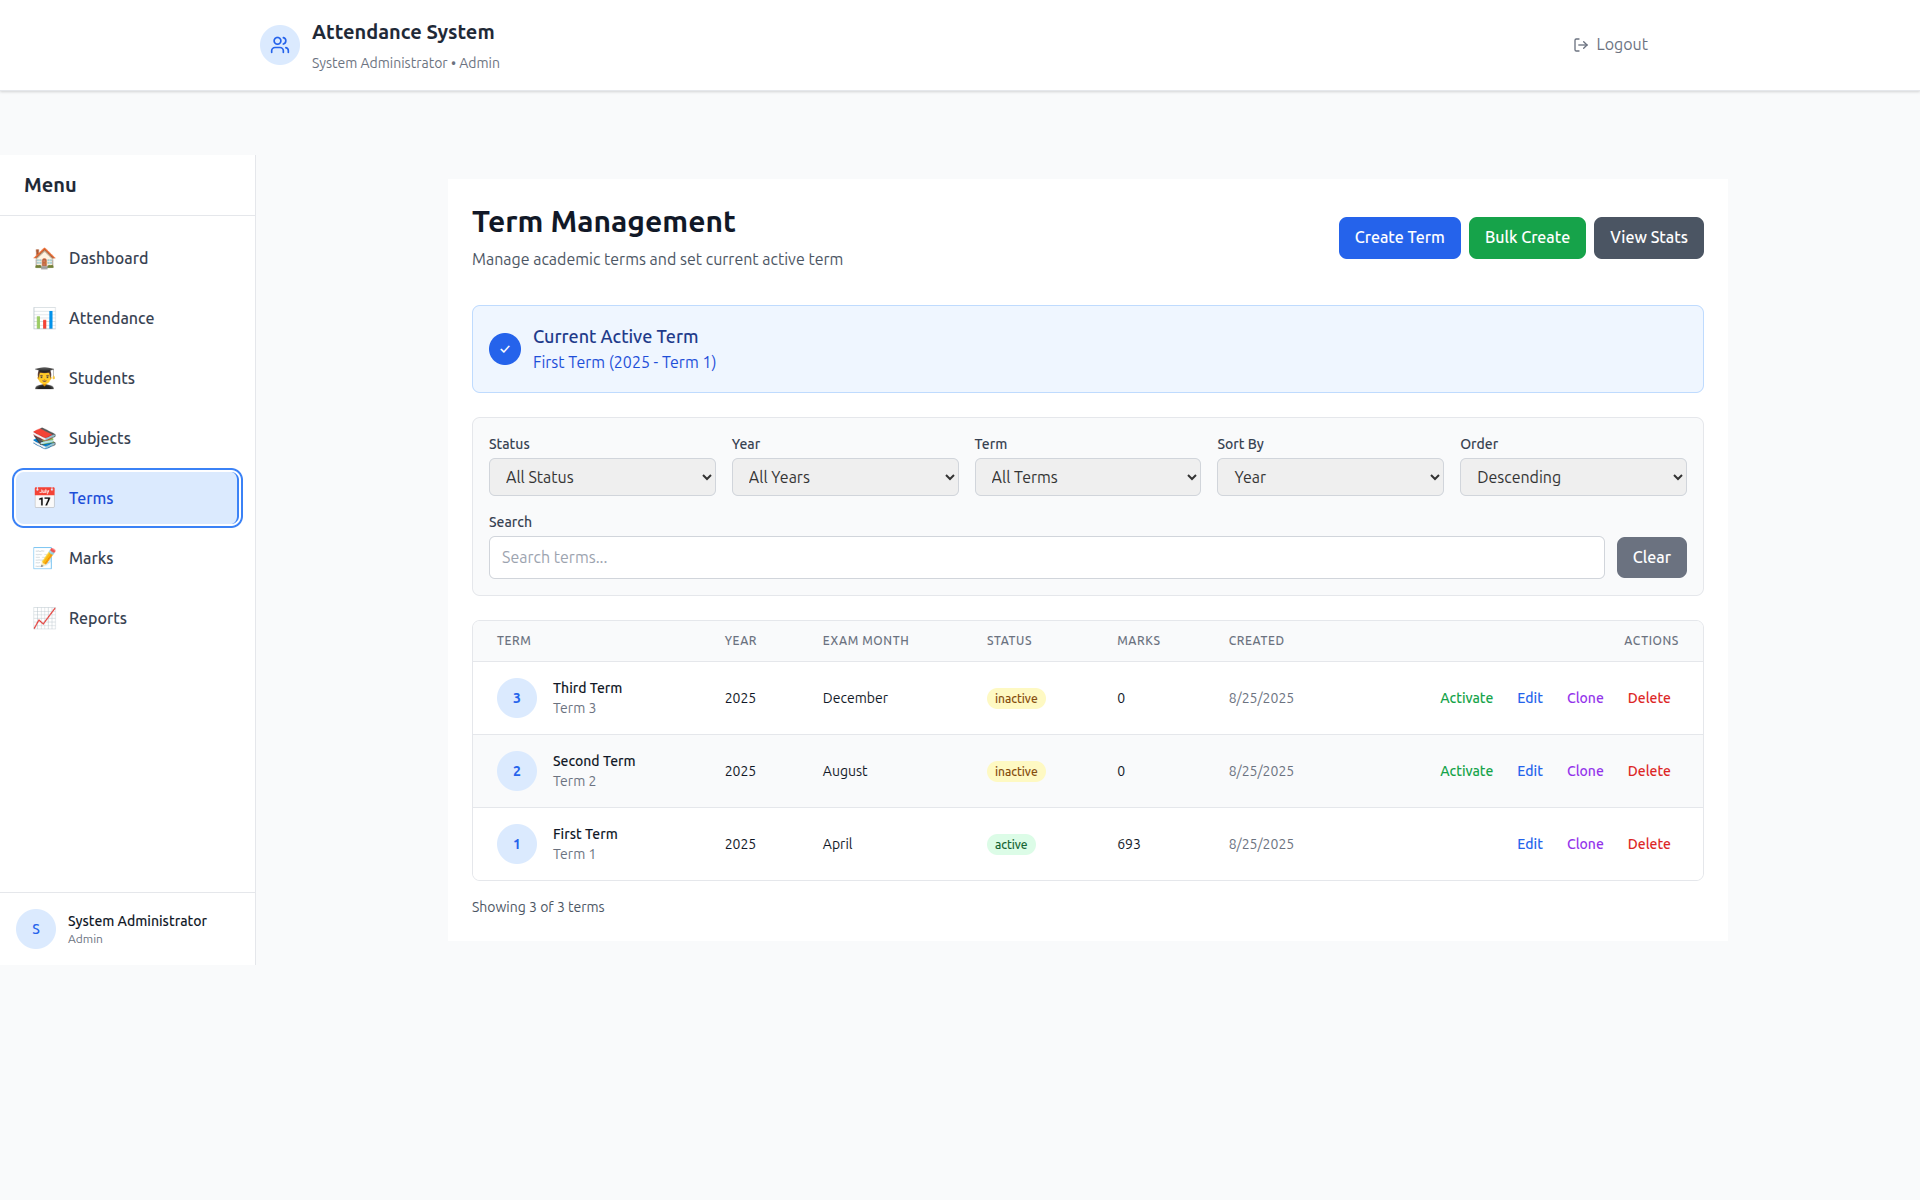 Attendance System
System Administrator • Admin
Logout
Menu
Dashboard
Attendance
Students
Subjects
JULY 17 Terms
Marks
Reports
S System Administrator
Admin
Term Management
Manage academic terms and set current active term
Create Term Bulk Create View Stats
Current Active Term
First Term (2025 - Term 1)
Status Year Term Sort By Order
All Status All Years All Terms Year Descending
Search
Search terms... Clear
TERM YEAR EXAM MONTH STATUS MARKS CREATED ACTIONS
3 Third Term 2025 December inactive 0 8/25/2025 Activate Edit Clone Delete
Term 3
2 Second Term 2025 August inactive 0 8/25/2025 Activate Edit Clone Delete
Term 2
1 First Term 2025 April active 693 8/25/2025 Edit Clone Delete
Term 1
Showing 3 of 3 terms